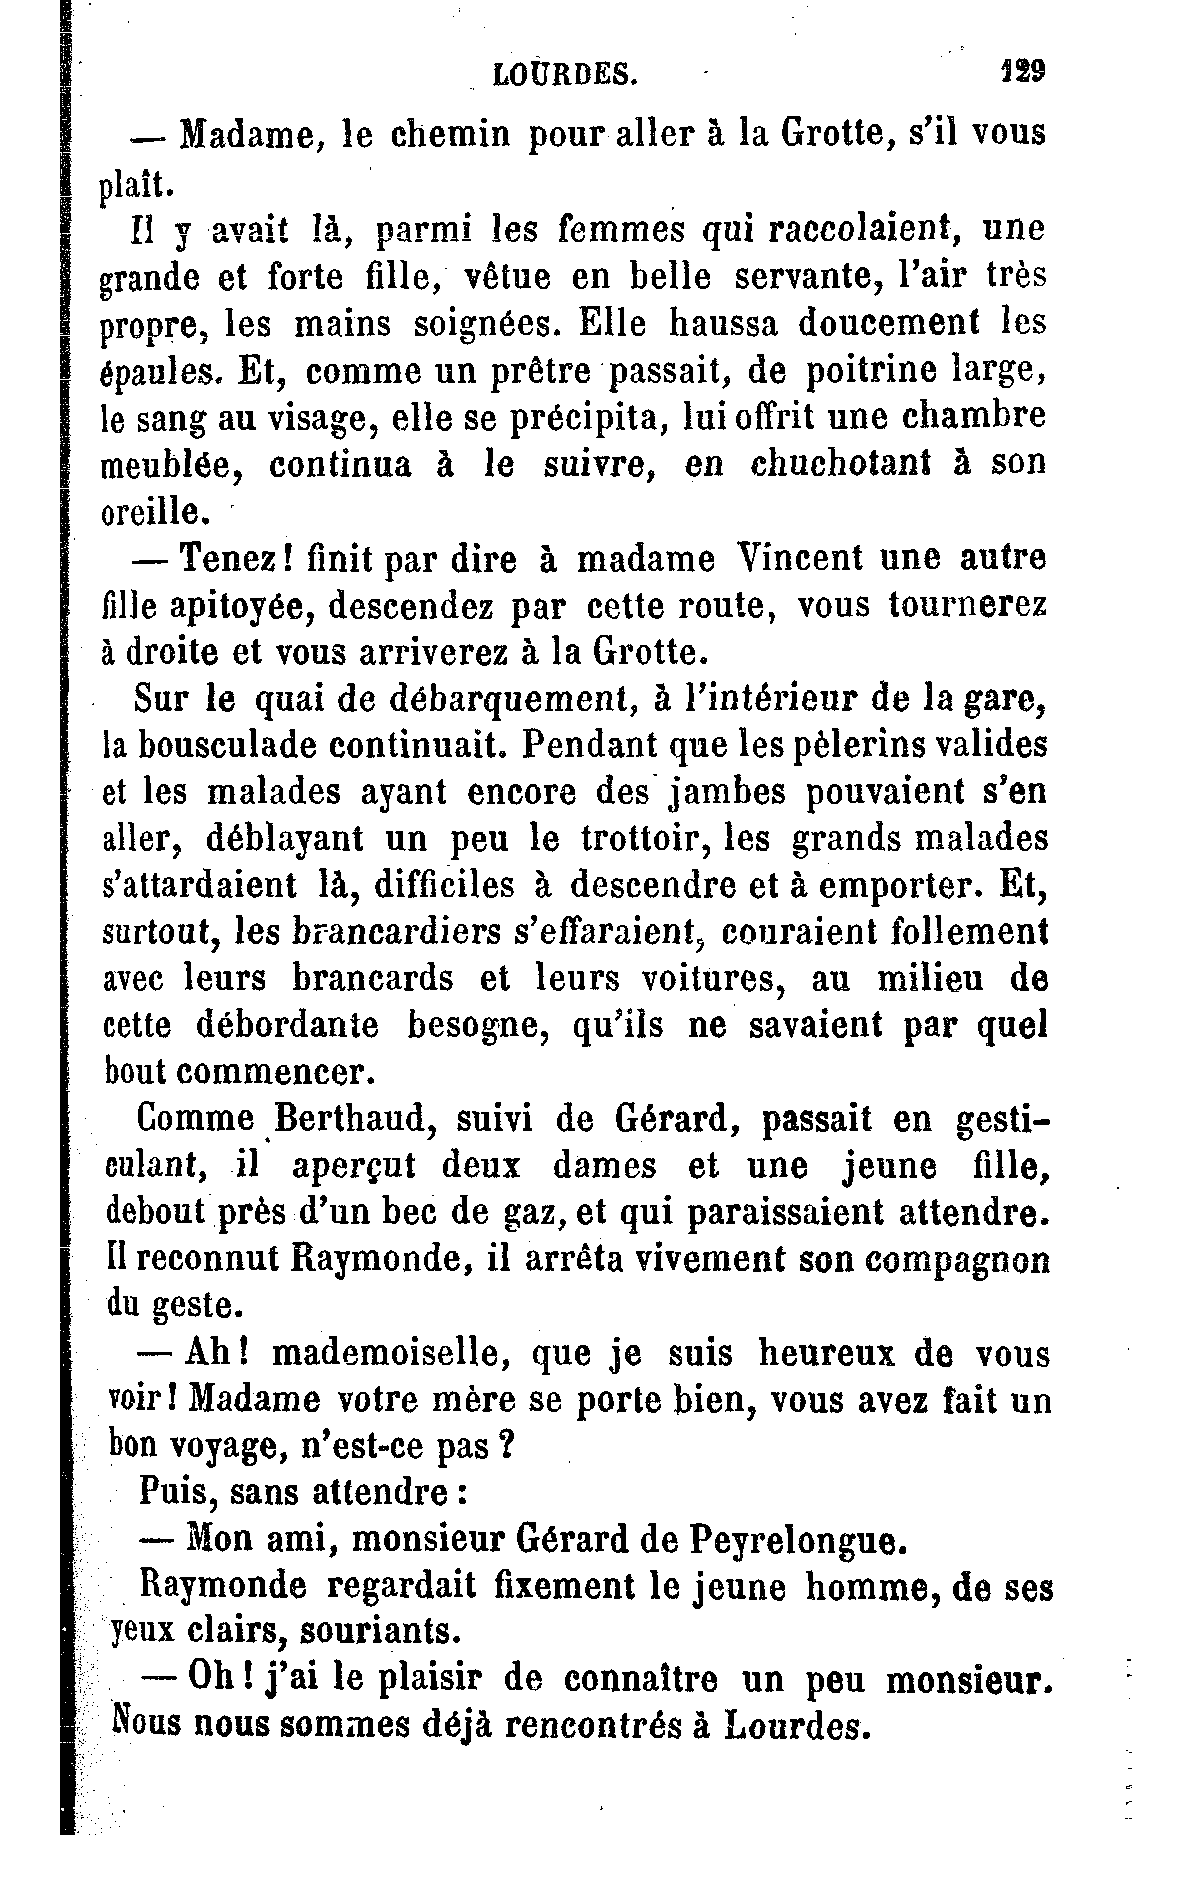 LOURDES. 129
— Madame, le chemin pour aller à la Grotte, s'il vous
plaît.
Il y avait là, parmi les femmes qui raccolaient, une
grande et forte fille, vêtue en belle servante, l'air très
propre, les mains soignées. Elle haussa doucement les
épaules. Et, comme un prêtre passait, de poitrine large,
le sang au visage, elle se précipita, lui offrit une chambre
meublée, continua à le suivre, en chuchotant à son
oreille.
— Tenez! finit par dire à madame Vincent une autre
fille apitoyée, descendez par cette route, vous tournerez
à droite et vous arriverez à la Grotte.
Sur le quai de débarquement, à l'intérieur de la gare,
la bousculade continuait. Pendant que les pèlerins valides
et les malades ayant encore des jambes pouvaient s'en
aller, déblayant un peu le trottoir, les grands malades
s'attardaient là, difficiles à descendre et à emporter. Et,
surtout, les brancardiers s'effaraient, couraient follement
avec leurs brancards et leurs voitures, au milieu de
cette débordante besogne, qu'ils ne savaient par quel
bout commencer.
Comme Berthaud, suivi de Gérard, passait en gesti-
culant, il aperçut deux dames et une jeune fille,
debout près d'un bec de gaz, et qui paraissaient attendre.
Il reconnut Raymonde, il arrêta vivement son compagnon
du geste.
— Ah! mademoiselle, que je suis heureux de vous
voir! Madame votre mère se porte bien, vous avez fait un
bon voyage, n'est-ce pas ?
Puis, sans attendre :
— Mon ami, monsieur Gérard de Peyrelongue.
Raymonde regardait fixement le jeune homme, de ses
yeux clairs, souriants.
— Oh! j'ai le plaisir de connaître un peu monsieur.
Nous nous sommes déjà rencontrés à Lourdes.